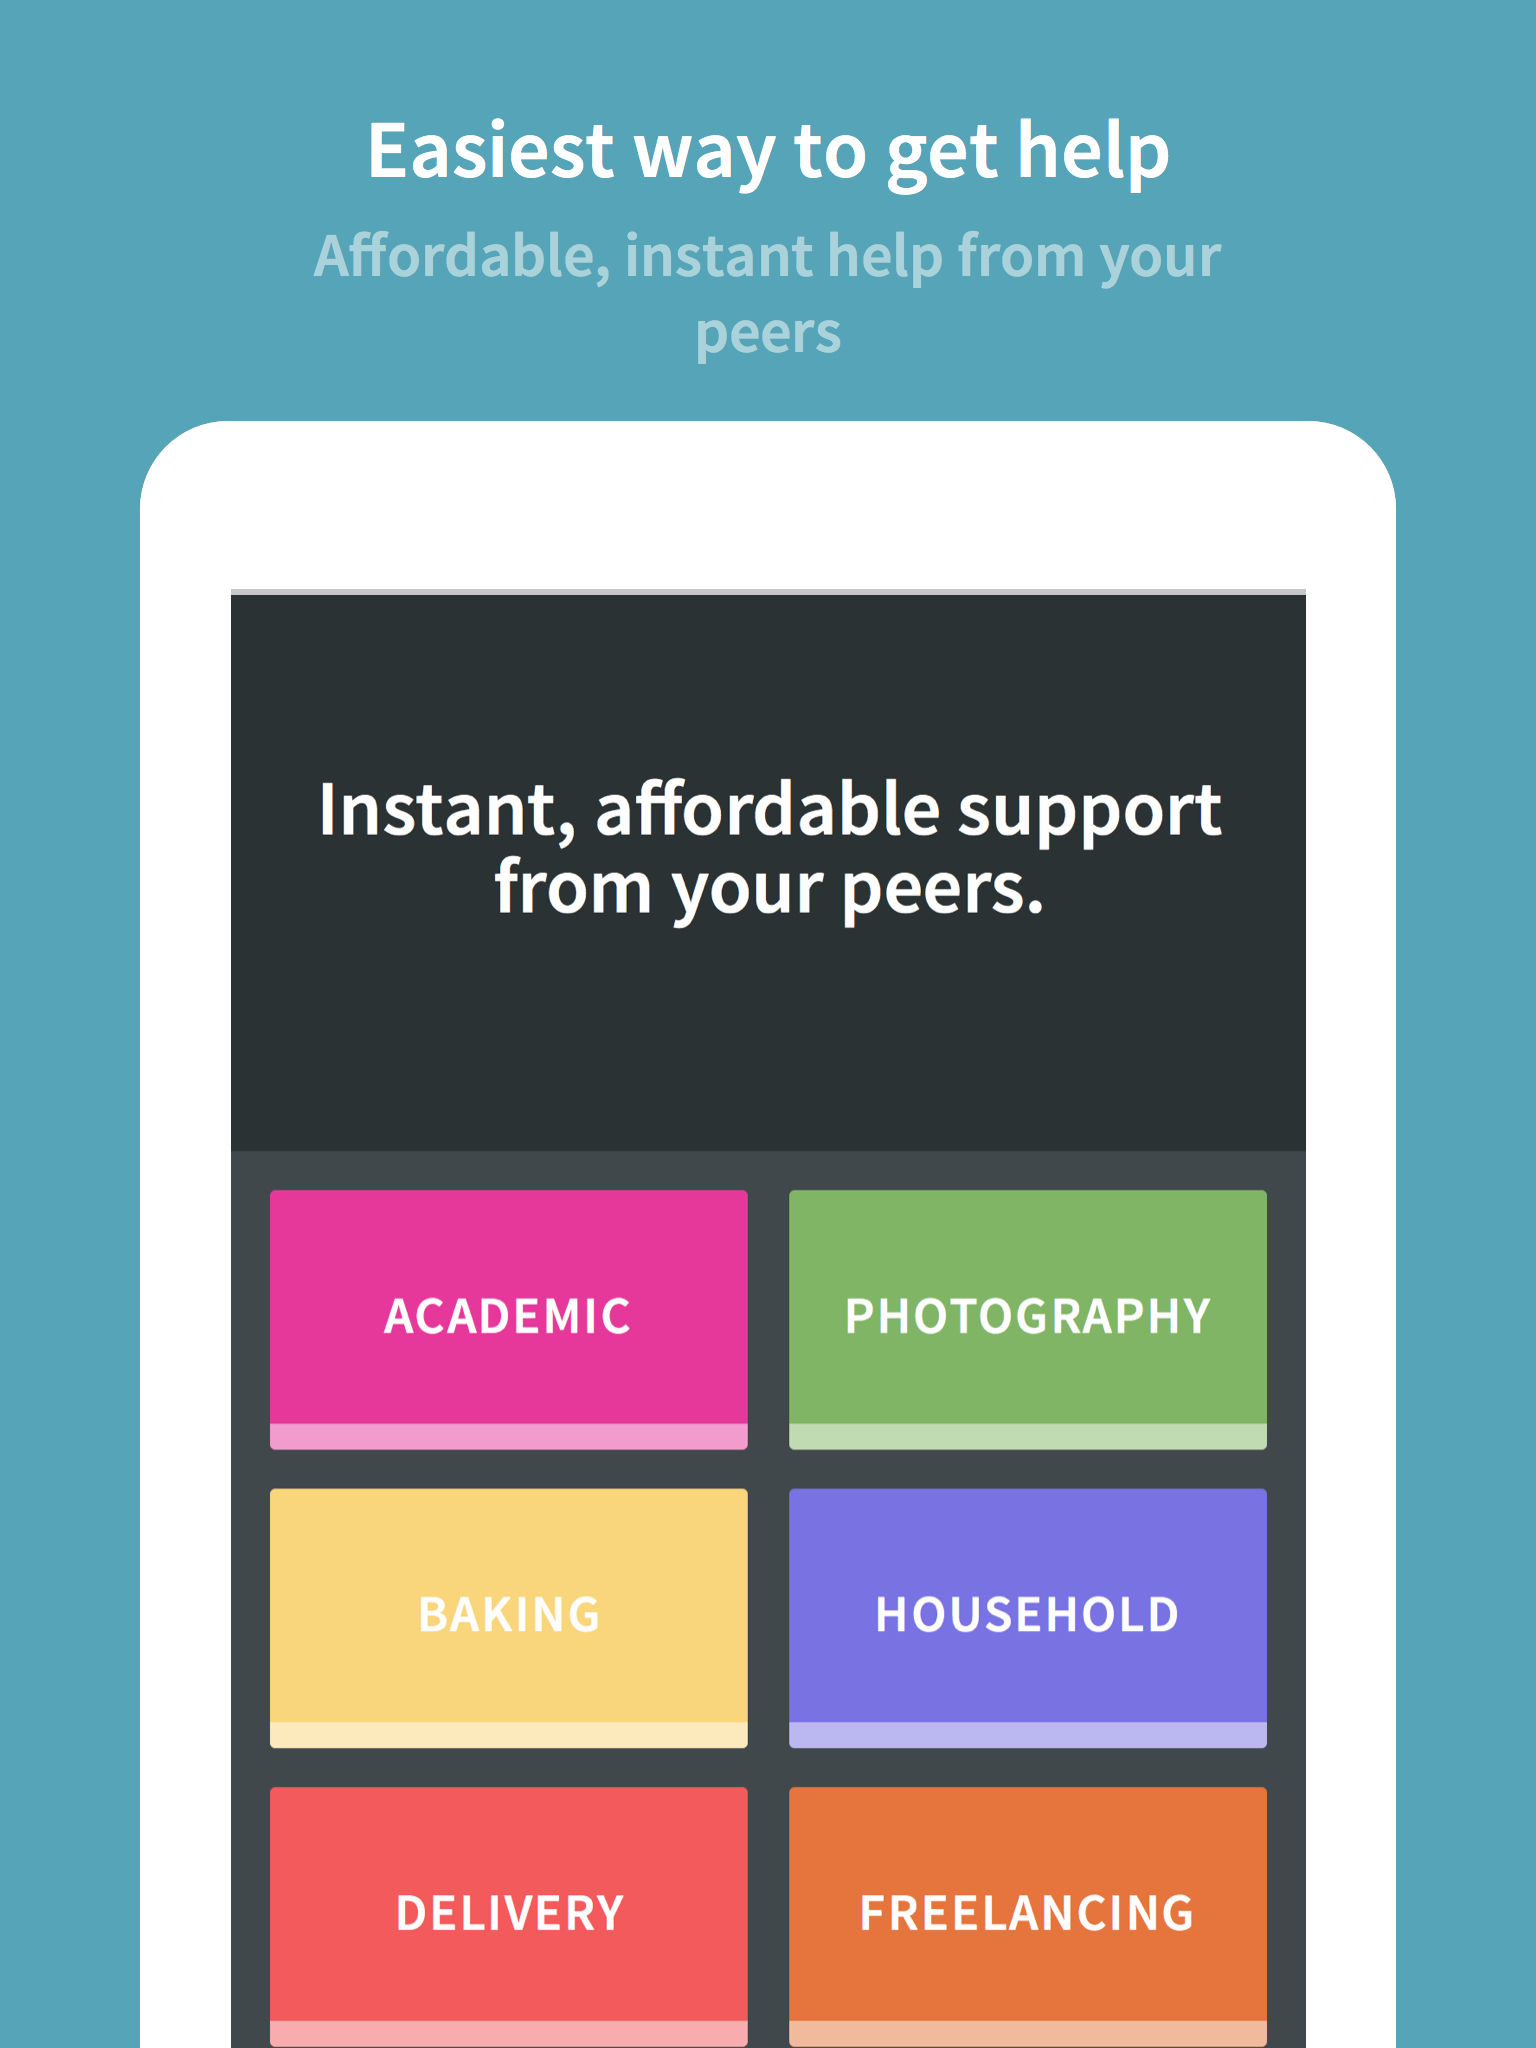 Easiest way to get help
Affordable, instant help from your
peers
Instant, affordable support
from your peers.
ACADEMIC
PHOTOGRAPHY
BAKING
HOUSEHOLD
DELIVERY
FREELANCING